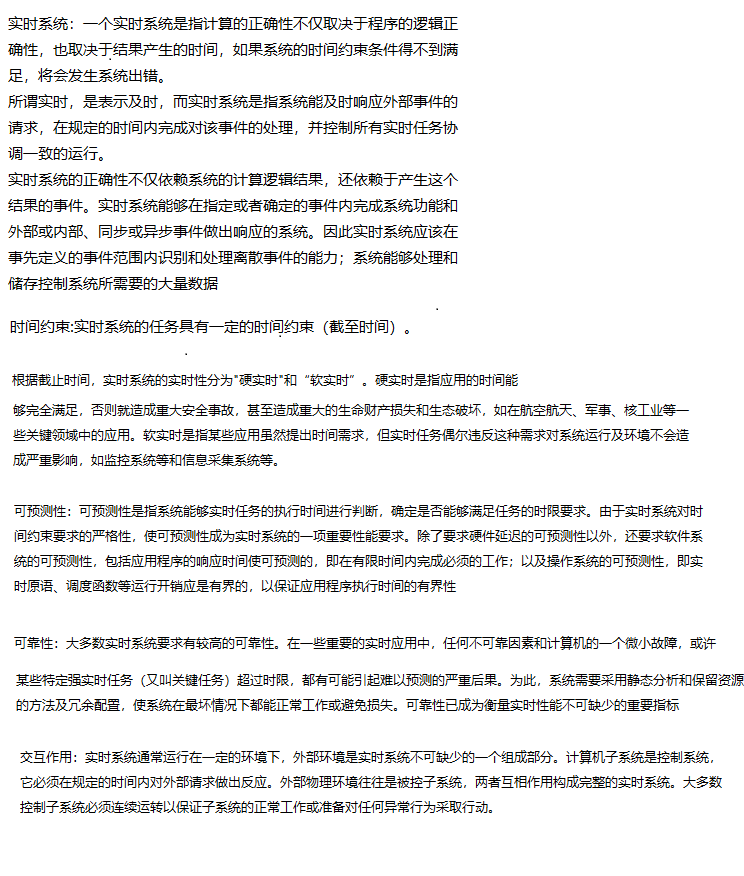 实时系统：一个实时系统是指计算的正确性不仅取决于程序的逻辑正
确性，也取决于结果产生的时间，如果系统的时间约束条件得不到满
足，将会发生系统出错。
所谓实时，是表示及时，而实时系统是指系统能及时响应外部事件的
请求，在规定的时间内完成对该事件的处理，并控制所有实时任务协
调一致的运行。
实时系统的正确性不仅依赖系统的计算逻辑结果，还依赖于产生这个
结果的事件。实时系统能够在指定或者确定的事件内完成系统功能和
外部或内部、同步或异步事件做出响应的系统。因此实时系统应该在
事先定义的事件范围内识别和处理离散事件的能力；系统能够处理和
储存控制系统所需要的大量数据
时间约束:实时系统的任务具有一定的时间约束（截至时间）。
根据截止时间，实时系统的实时性分为"硬实时"和“软实时”。硬实时是指应用的时间能
够完全满足，否则就造成重大安全事故，甚至造成重大的生命财产损失和生态破坏，如在航空航天、军事、核工业等一
些关键领域中的应用。软实时是指某些应用虽然提出时间需求，但实时任务偶尔违反这种需求对系统运行及环境不会造
成严重影响，如监控系统等和信息采集系统等。
可预测性：可预测性是指系统能够实时任务的执行时间进行判断，确定是否能够满足任务的时限要求。由于实时系统对时
间约束要求的严格性，使可预测性成为实时系统的一项重要性能要求。除了要求硬件延迟的可预测性以外，还要求软件系
统的可预测性，包括应用程序的响应时间使可预测的，即在有限时间内完成必须的工作；以及操作系统的可预测性，即实
时原语、调度函数等运行开销应是有界的，以保证应用程序执行时间的有界性
可靠性：大多数实时系统要求有较高的可靠性。在一些重要的实时应用中，任何不可靠因素和计算机的一个微小故障，或许
某些特定强实时任务（又叫关键任务）超过时限，都有可能引起难以预测的严重后果。为此，系统需要采用静态分析和保留资源
的方法及冗余配置，使系统在最坏情况下都能正常工作或避免损失。可靠性已成为衡量实时性能不可缺少的重要指标
交互作用：实时系统通常运行在一定的环境下，外部环境是实时系统不可缺少的一个组成部分。计算机子系统是控制系统，
它必须在规定的时间内对外部请求做出反应。外部物理环境往往是被控子系统，两者互相作用构成完整的实时系统。大多数
控制子系统必须连续运转以保证子系统的正常工作或准备对任何异常行为采取行动。